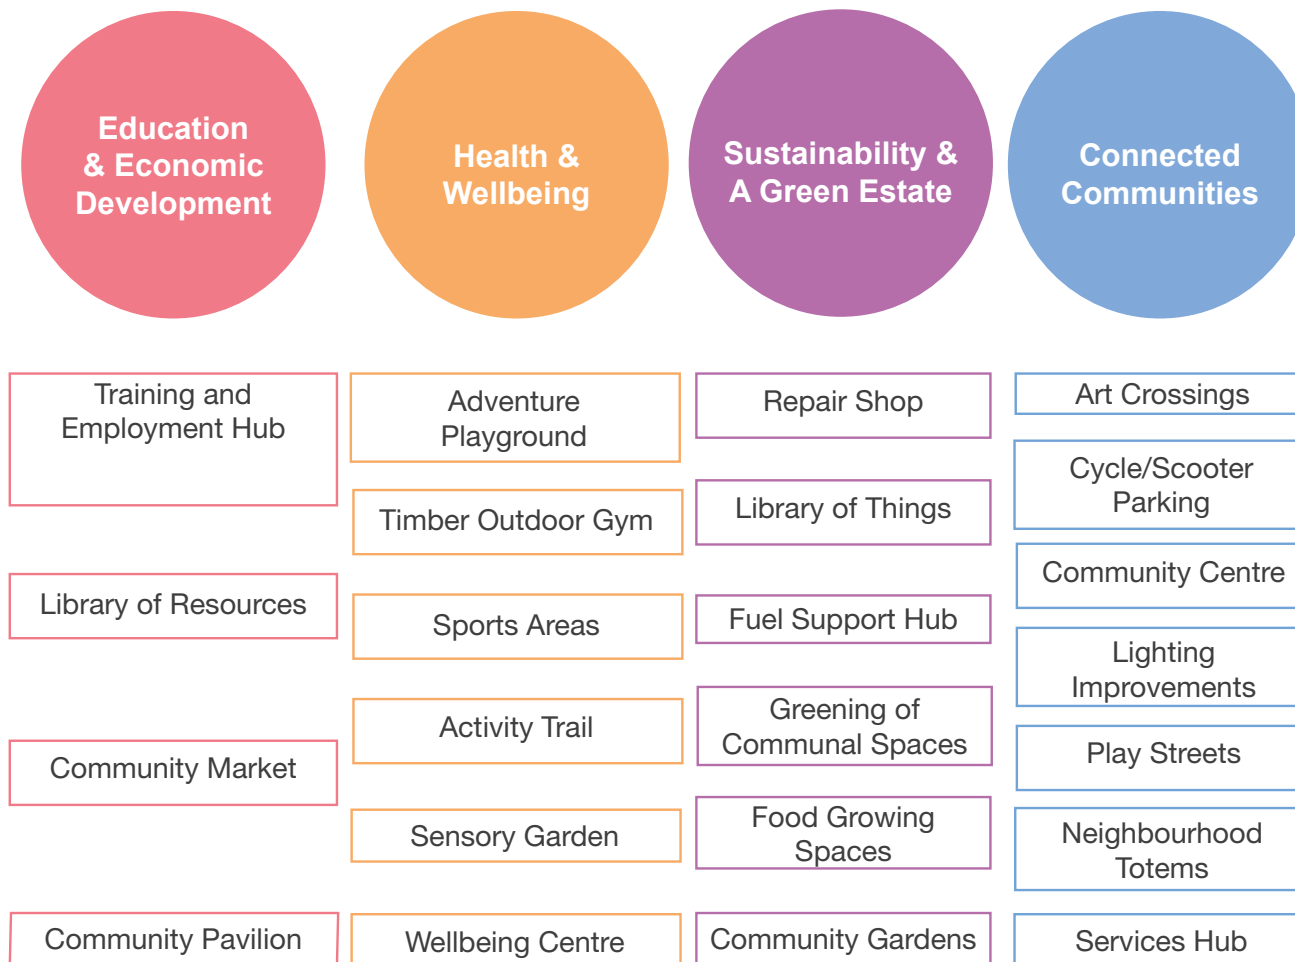 Education
& Economic
Development
Health &
Wellbeing
Sustainability &
A Green Estate
Connected
Communities
Training and
Employment Hub
Library of Resources
Community Market
Community Pavilion
Adventure
Playground
Timber Outdoor Gym
Sports Areas
Activity Trail
Sensory Garden
Wellbeing Centre
Repair Shop
Library of Things
Fuel Support Hub
Greening of
Communal Spaces
Food Growing
Spaces
Community Gardens
Art Crossings
Cycle/Scooter
Parking
Community Centre
Lighting
Improvements
Play Streets
Neighbourhood
Totems
Services Hub